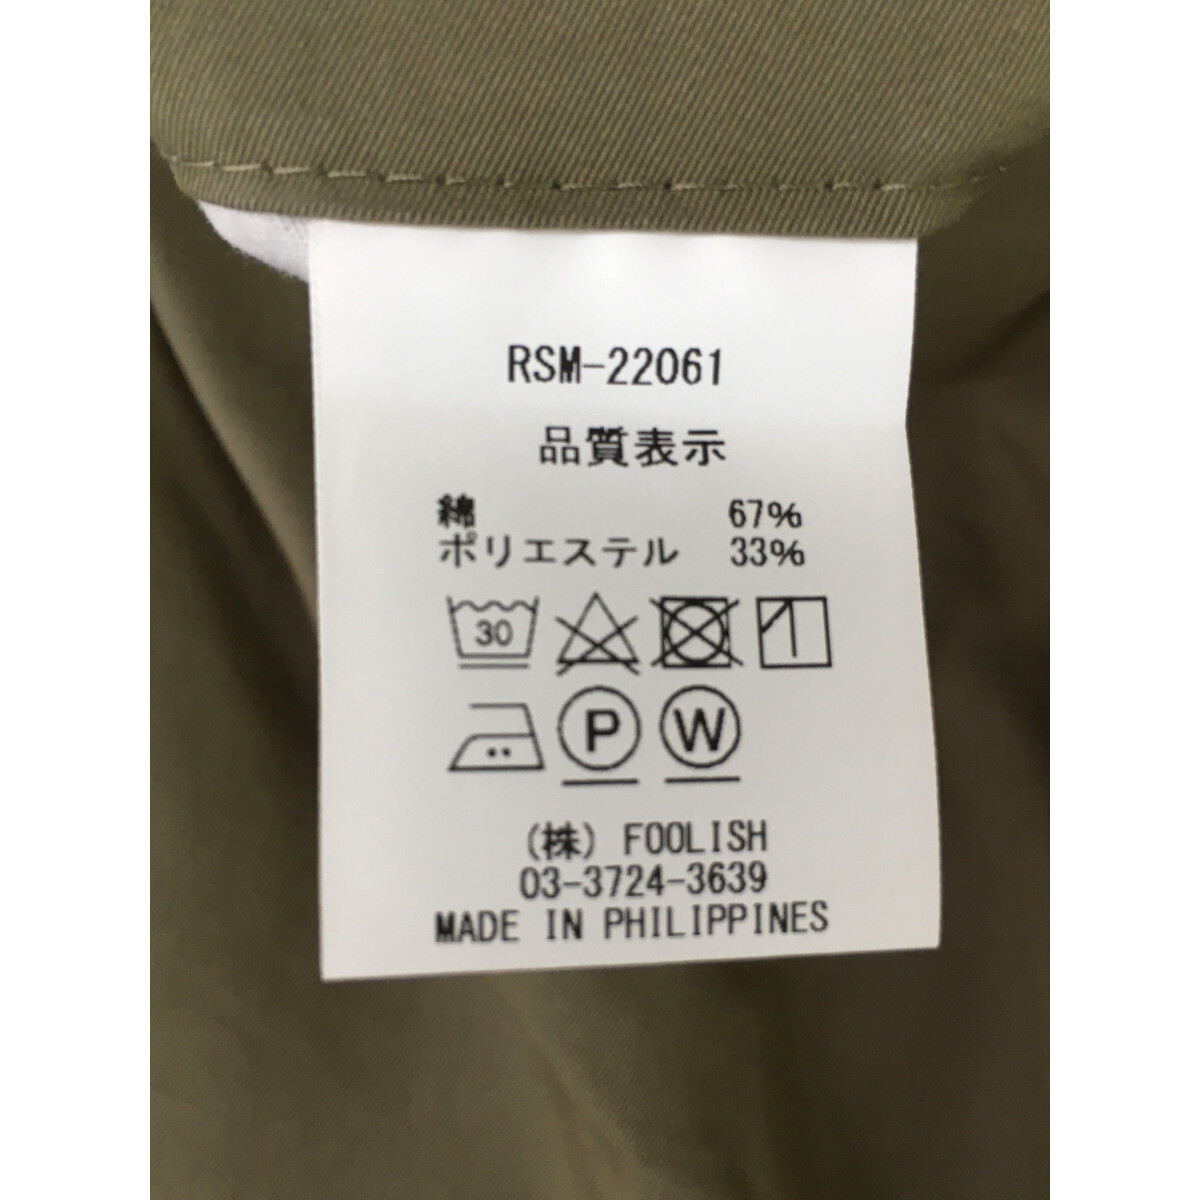 RSM-22061
品質表示
綿 67%
ポリエステル 33%
30
P W
(株) FOOLISH
03-3724-3639
MADE IN PHILIPPINES